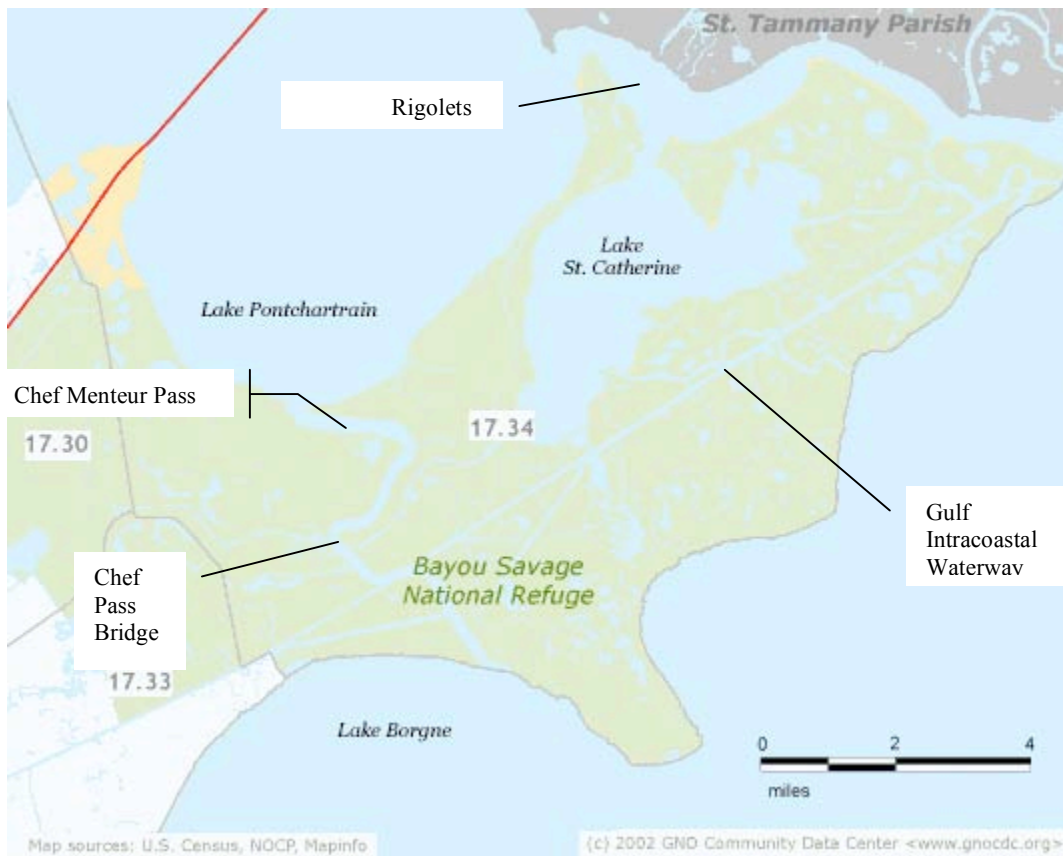 St. Tammany Parish
Rigolets
Lake
St. Catherine
Lake Pontchartrain
Chef Menteur Pass
17.30
17.34
Gulf
Intracoastal
Waterwav
Chef
Pass
Bridge
Bayou Savage
National Refuge
17.33
Lake Borgne
0 2 4
miles
Map sources: U.S. Census, NOCP, Mapinfo
(c) 2002 GNO Community Data Center <www.gnocdc.org>